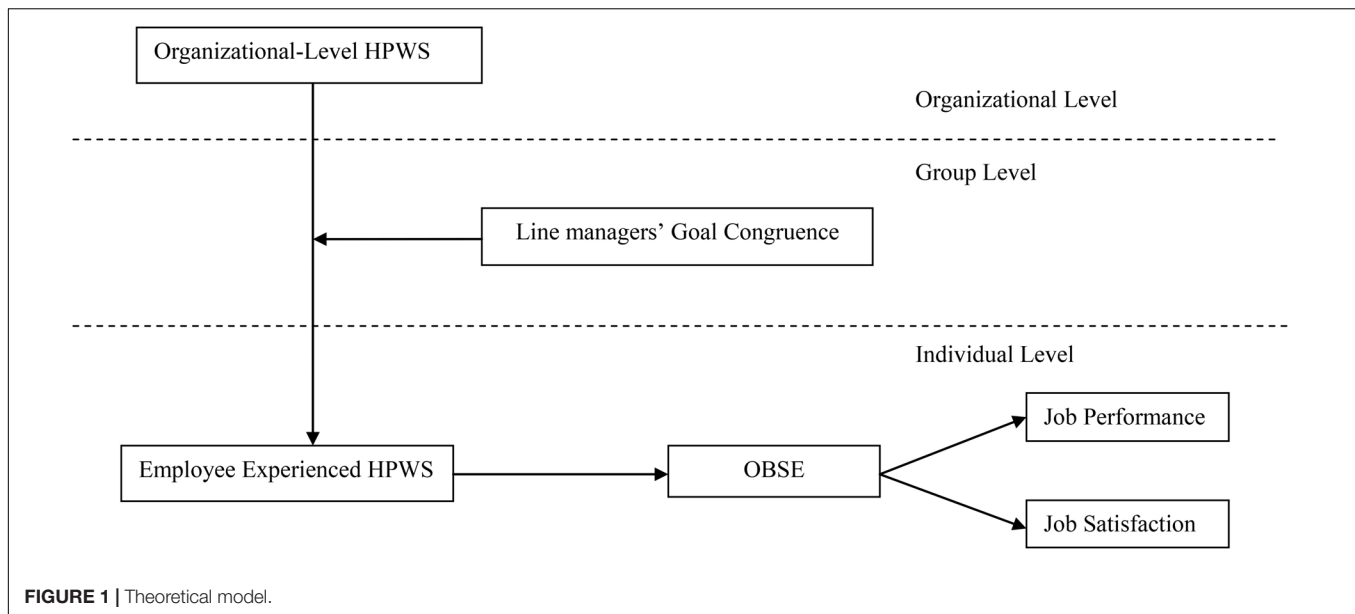 Organizational-Level HPWS
Organizational Level
Group Level
Line managers’ Goal Congruence
Individual Level
Job Performance
Employee Experienced HPWS
OBSE
Job Satisfaction
FIGURE 1 | Theoretical model.